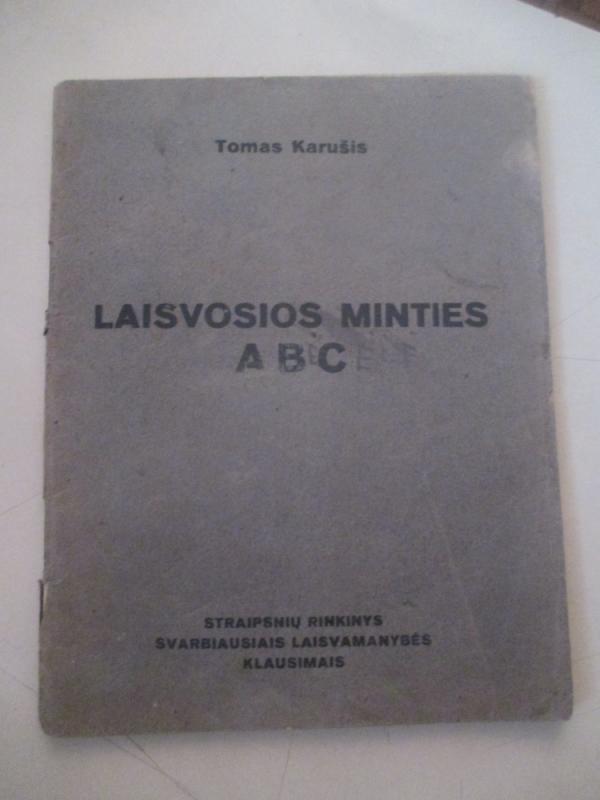 Tomas Karušis
LAISVOSIOS MINTIES
ABC
STRAIPSNIŲ RINKINYS
SVARBIAUSIAIS LAISVAMANYBĖS
KLAUSIMAIS